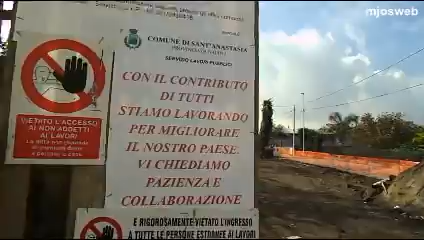 mjosweb
COMUNE DI SANT'ANASTASIA
PROVINCIA DI NAPOLI
SERVIZIO LAVORI PUBBLICI
CON IL CONTRIBUTO
DI TUTTI
STIAMO LAVORANDO
PER MIGLIORARE
IL NOSTRO PAESE.
VI CHIEDIAMO
PAZIENZA E
COLLABORAZIONE
VIETATO L'ACCESSO
AI NON ADDETTI
AI LAVORI
E RIGOROSAMENTE VIETATO L'INGRESSO
A TUTTE LE PERSONE ESTRANEE AI LAVORI